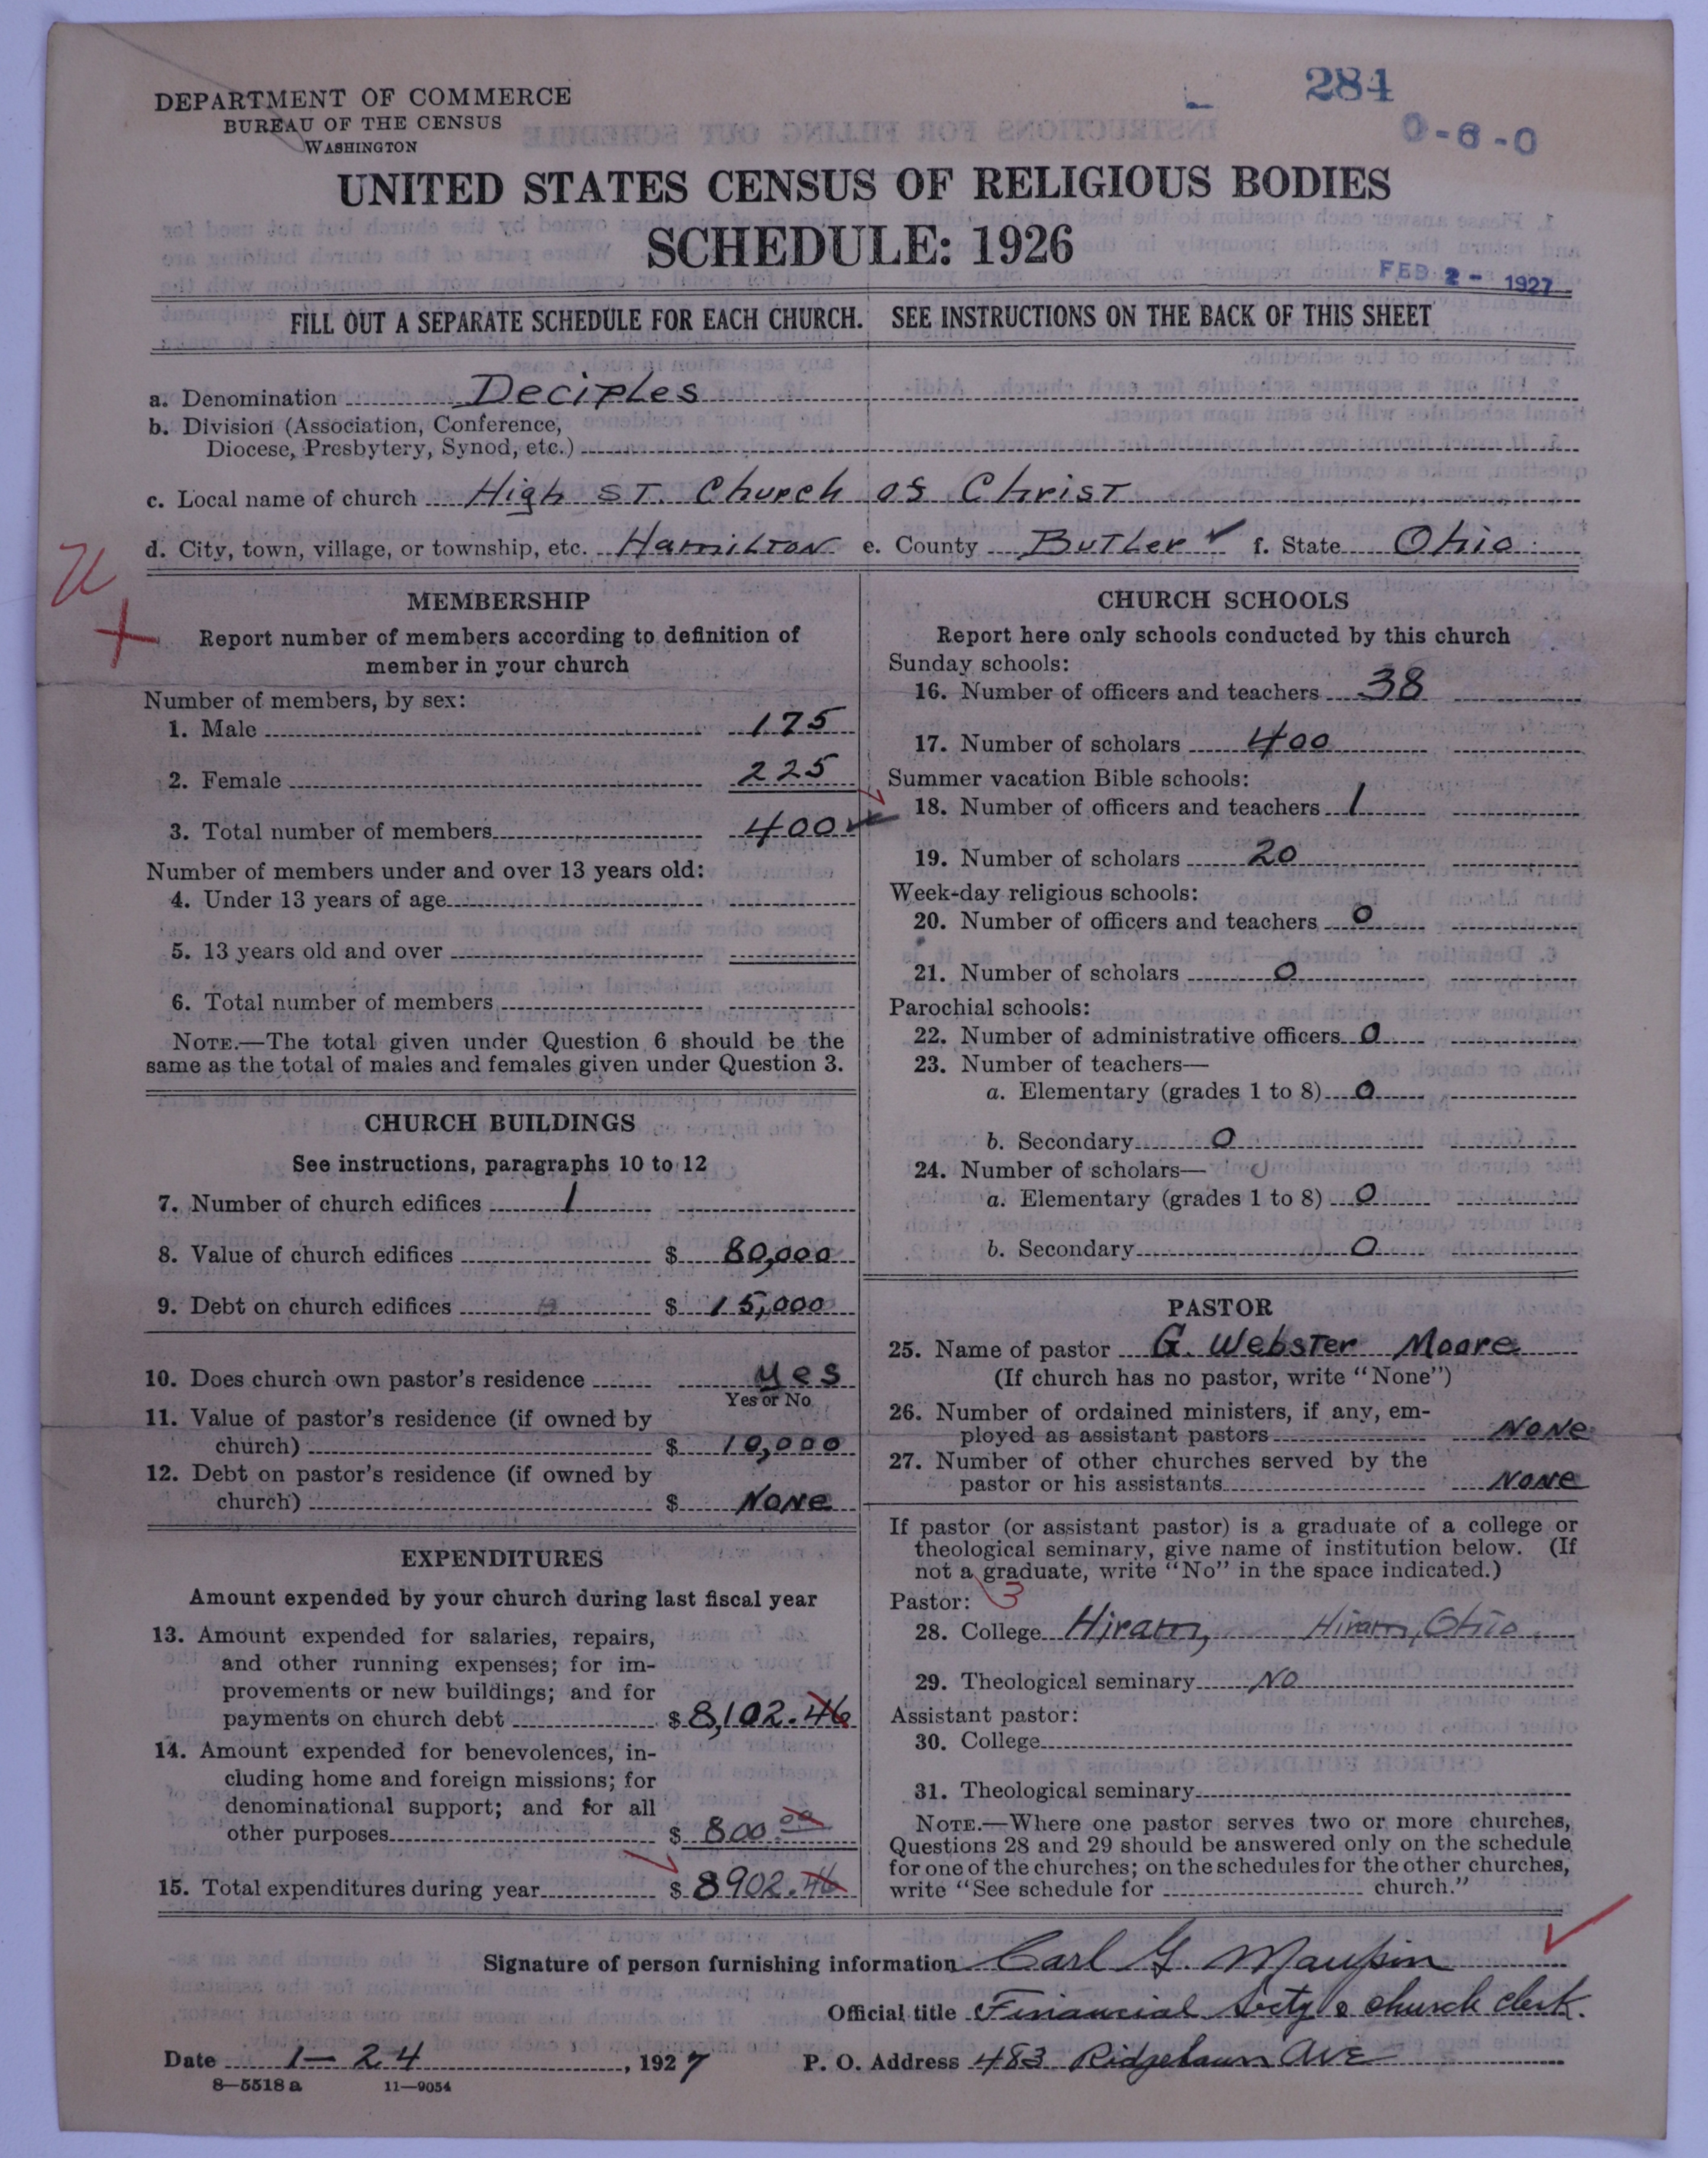 284
0-6-0
DEPARTMENT OF COMMERCE
BUREAU OF THE CENSUS
WASHINGTON
UNITED STATES CENSUS OF RELIGIOUS BODIES
SCHEDULE: 1926
FEB 2 - 1927
FILL OUT A SEPARATE SCHEDULE FOR EACH CHURCH. SEE INSTRUCTIONS ON THE BACK OF THIS SHEET
a. Denomination Deciples
b. Division (Association, Conference,
Diocese, Presbytery, Synod, etc.)
c. Local name of church High ST. Church of Christ
d. City, town, village, or township, etc. Hamilton e. County Butler f. State Ohio
MEMBERSHIP
Report number of members according to definition of
member in your church
Number of members, by sex:
1. Male 175
2. Female 225
3. Total number of members 400
Number of members under and over 13 years old:
4. Under 13 years of age
5. 13 years old and over
6. Total number of members
NOTE.—The total given under Question 6 should be the
same as the total of males and females given under Question 3.
CHURCH BUILDINGS
See instructions, paragraphs 10 to 12
7. Number of church edifices 1
8. Value of church edifices $ 80,000
9. Debt on church edifices $ 15,000
10. Does church own pastor's residence yes
Yes or No
11. Value of pastor's residence (if owned by
church) $ 10,000
12. Debt on pastor's residence (if owned by
church) $ None
EXPENDITURES
Amount expended by your church during last fiscal year
13. Amount expended for salaries, repairs,
and other running expenses; for im-
provements or new buildings; and for
payments on church debt $ 8,102.46
14. Amount expended for benevolences, in-
cluding home and foreign missions; for
denominational support; and for all
other purposes $ 800.00
15. Total expenditures during year $ 8902.46
CHURCH SCHOOLS
Report here only schools conducted by this church
Sunday schools:
16. Number of officers and teachers 38
17. Number of scholars 400
Summer vacation Bible schools:
18. Number of officers and teachers 1
19. Number of scholars 20
Week-day religious schools:
20. Number of officers and teachers 0
21. Number of scholars 0
Parochial schools:
22. Number of administrative officers 0
23. Number of teachers—
a. Elementary (grades 1 to 8) 0
b. Secondary 0
24. Number of scholars—
a. Elementary (grades 1 to 8) 0
b. Secondary 0
PASTOR
25. Name of pastor G. Webster Moore
(If church has no pastor, write "None")
26. Number of ordained ministers, if any, em-
ployed as assistant pastors None
27. Number of other churches served by the
pastor or his assistants None
If pastor (or assistant pastor) is a graduate of a college or
theological seminary, give name of institution below. (If
not a graduate, write "No" in the space indicated.)
Pastor: 3
28. College Hiram, Hiram, Ohio
29. Theological seminary No
Assistant pastor:
30. College
31. Theological seminary
NOTE.—Where one pastor serves two or more churches,
Questions 28 and 29 should be answered only on the schedule
for one of the churches; on the schedules for the other churches,
write "See schedule for church."
Signature of person furnishing information Carl G. Maupin
Official title Financial Secty & church clerk.
Date 1-24, 1927 P. O. Address 483 Ridgelawn Ave
8—5518a 11—9054